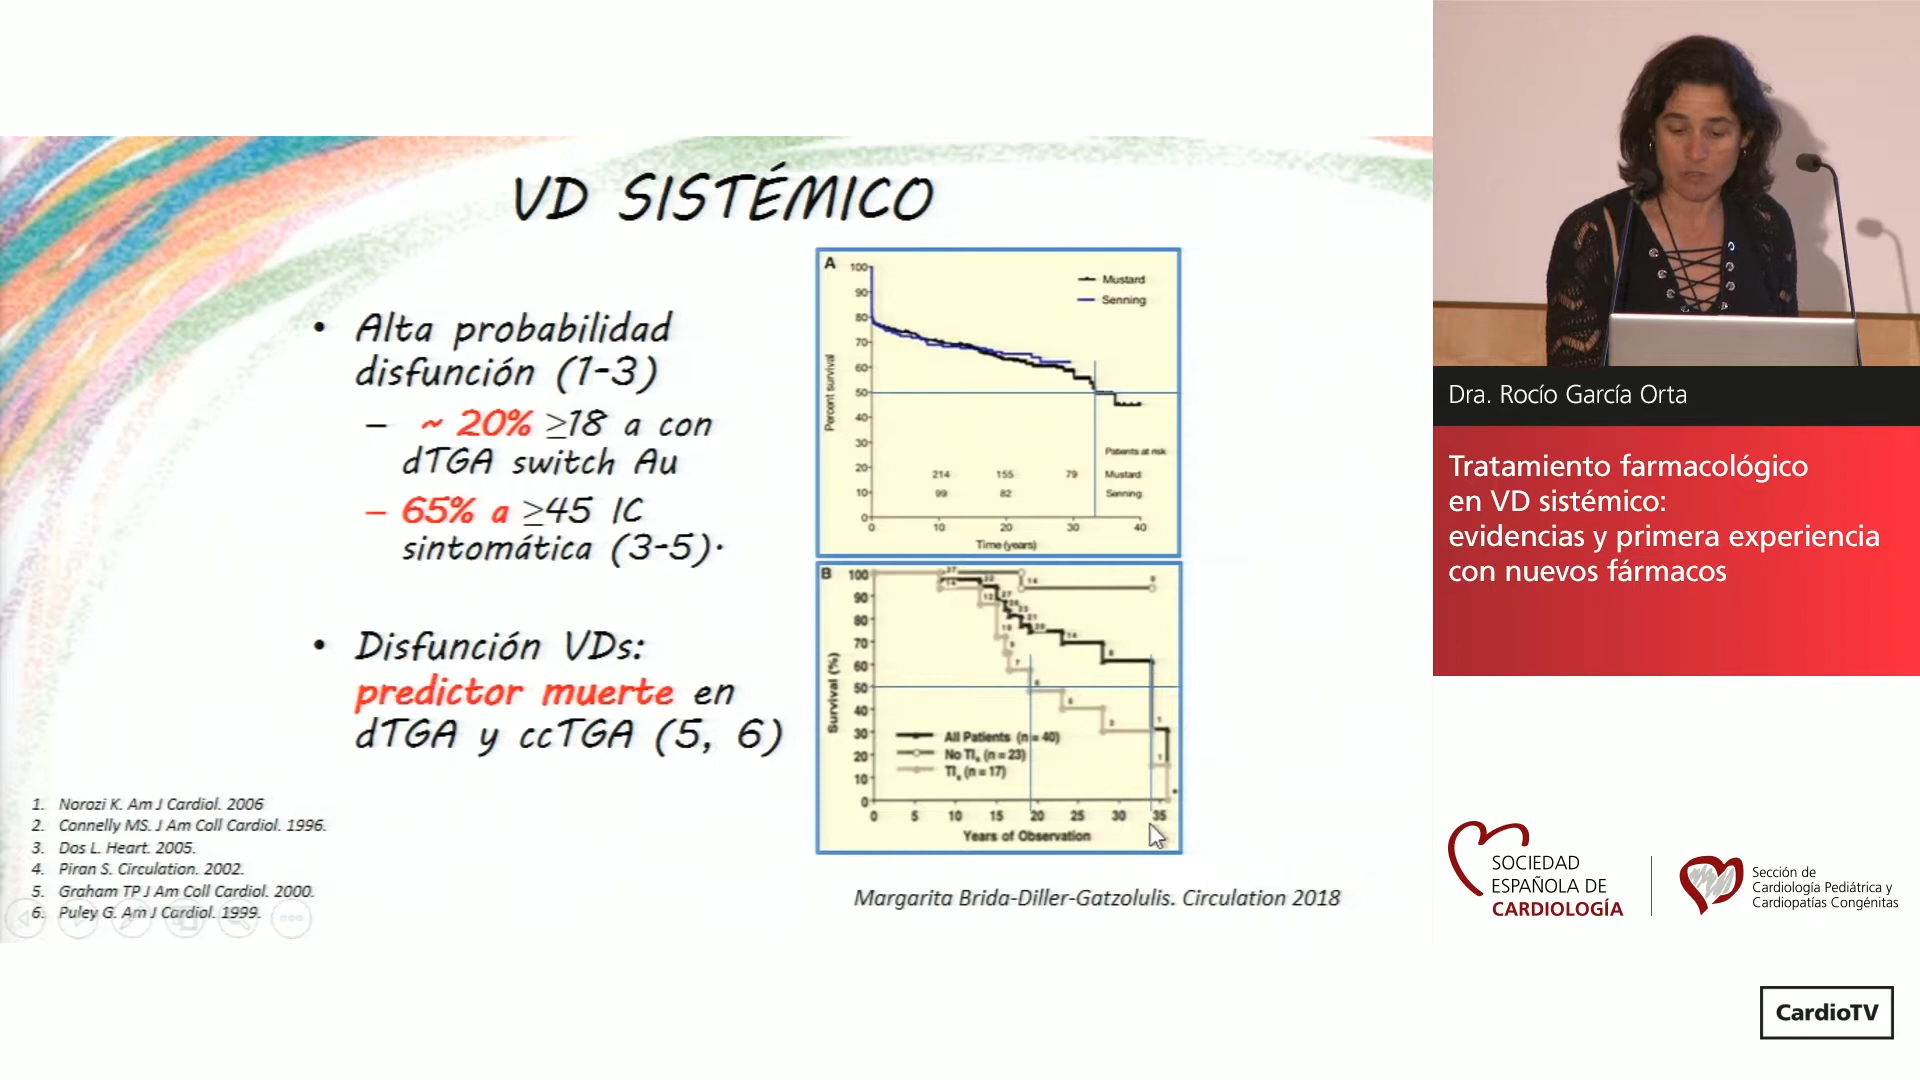 VD SISTÉMICO
• Alta probabilidad
disfunción (1-3)
– ~ 20% ≥18 a con
dTGA switch Au
– 65% a ≥45 IC
sintomática (3-5).
• Disfunción VDs:
predictor muerte en
dTGA y ccTGA (5, 6)
1. Norozi K. Am J Cardiol. 2006
2. Connelly MS. J Am Coll Cardiol. 1996.
3. Dos L. Heart. 2005.
4. Piran S. Circulation. 2002.
5. Graham TP J Am Coll Cardiol. 2000.
6. Puley G. Am J Cardiol. 1999.
A
Percent survival
100
90
80
70
60
50
40
30
20
10
0
Mustard
Senning
Patients at risk
214 155 79 Mustard
99 82 Senning
0 10 20 30 40
Time (years)
B
Survival (%)
100
90
80
70
60
50
40
30
20
10
0
All Patients (n = 40)
No TIs (n = 23)
TIs (n = 17)
0 5 10 15 20 25 30 35
Years of Observation
Margarita Brida-Diller-Gatzolulis. Circulation 2018
Dra. Rocío García Orta
Tratamiento farmacológico
en VD sistémico:
evidencias y primera experiencia
con nuevos fármacos
SOCIEDAD
ESPAÑOLA DE
CARDIOLOGÍA
Sección de
Cardiología Pediátrica y
Cardiopatías Congénitas
CardioTV